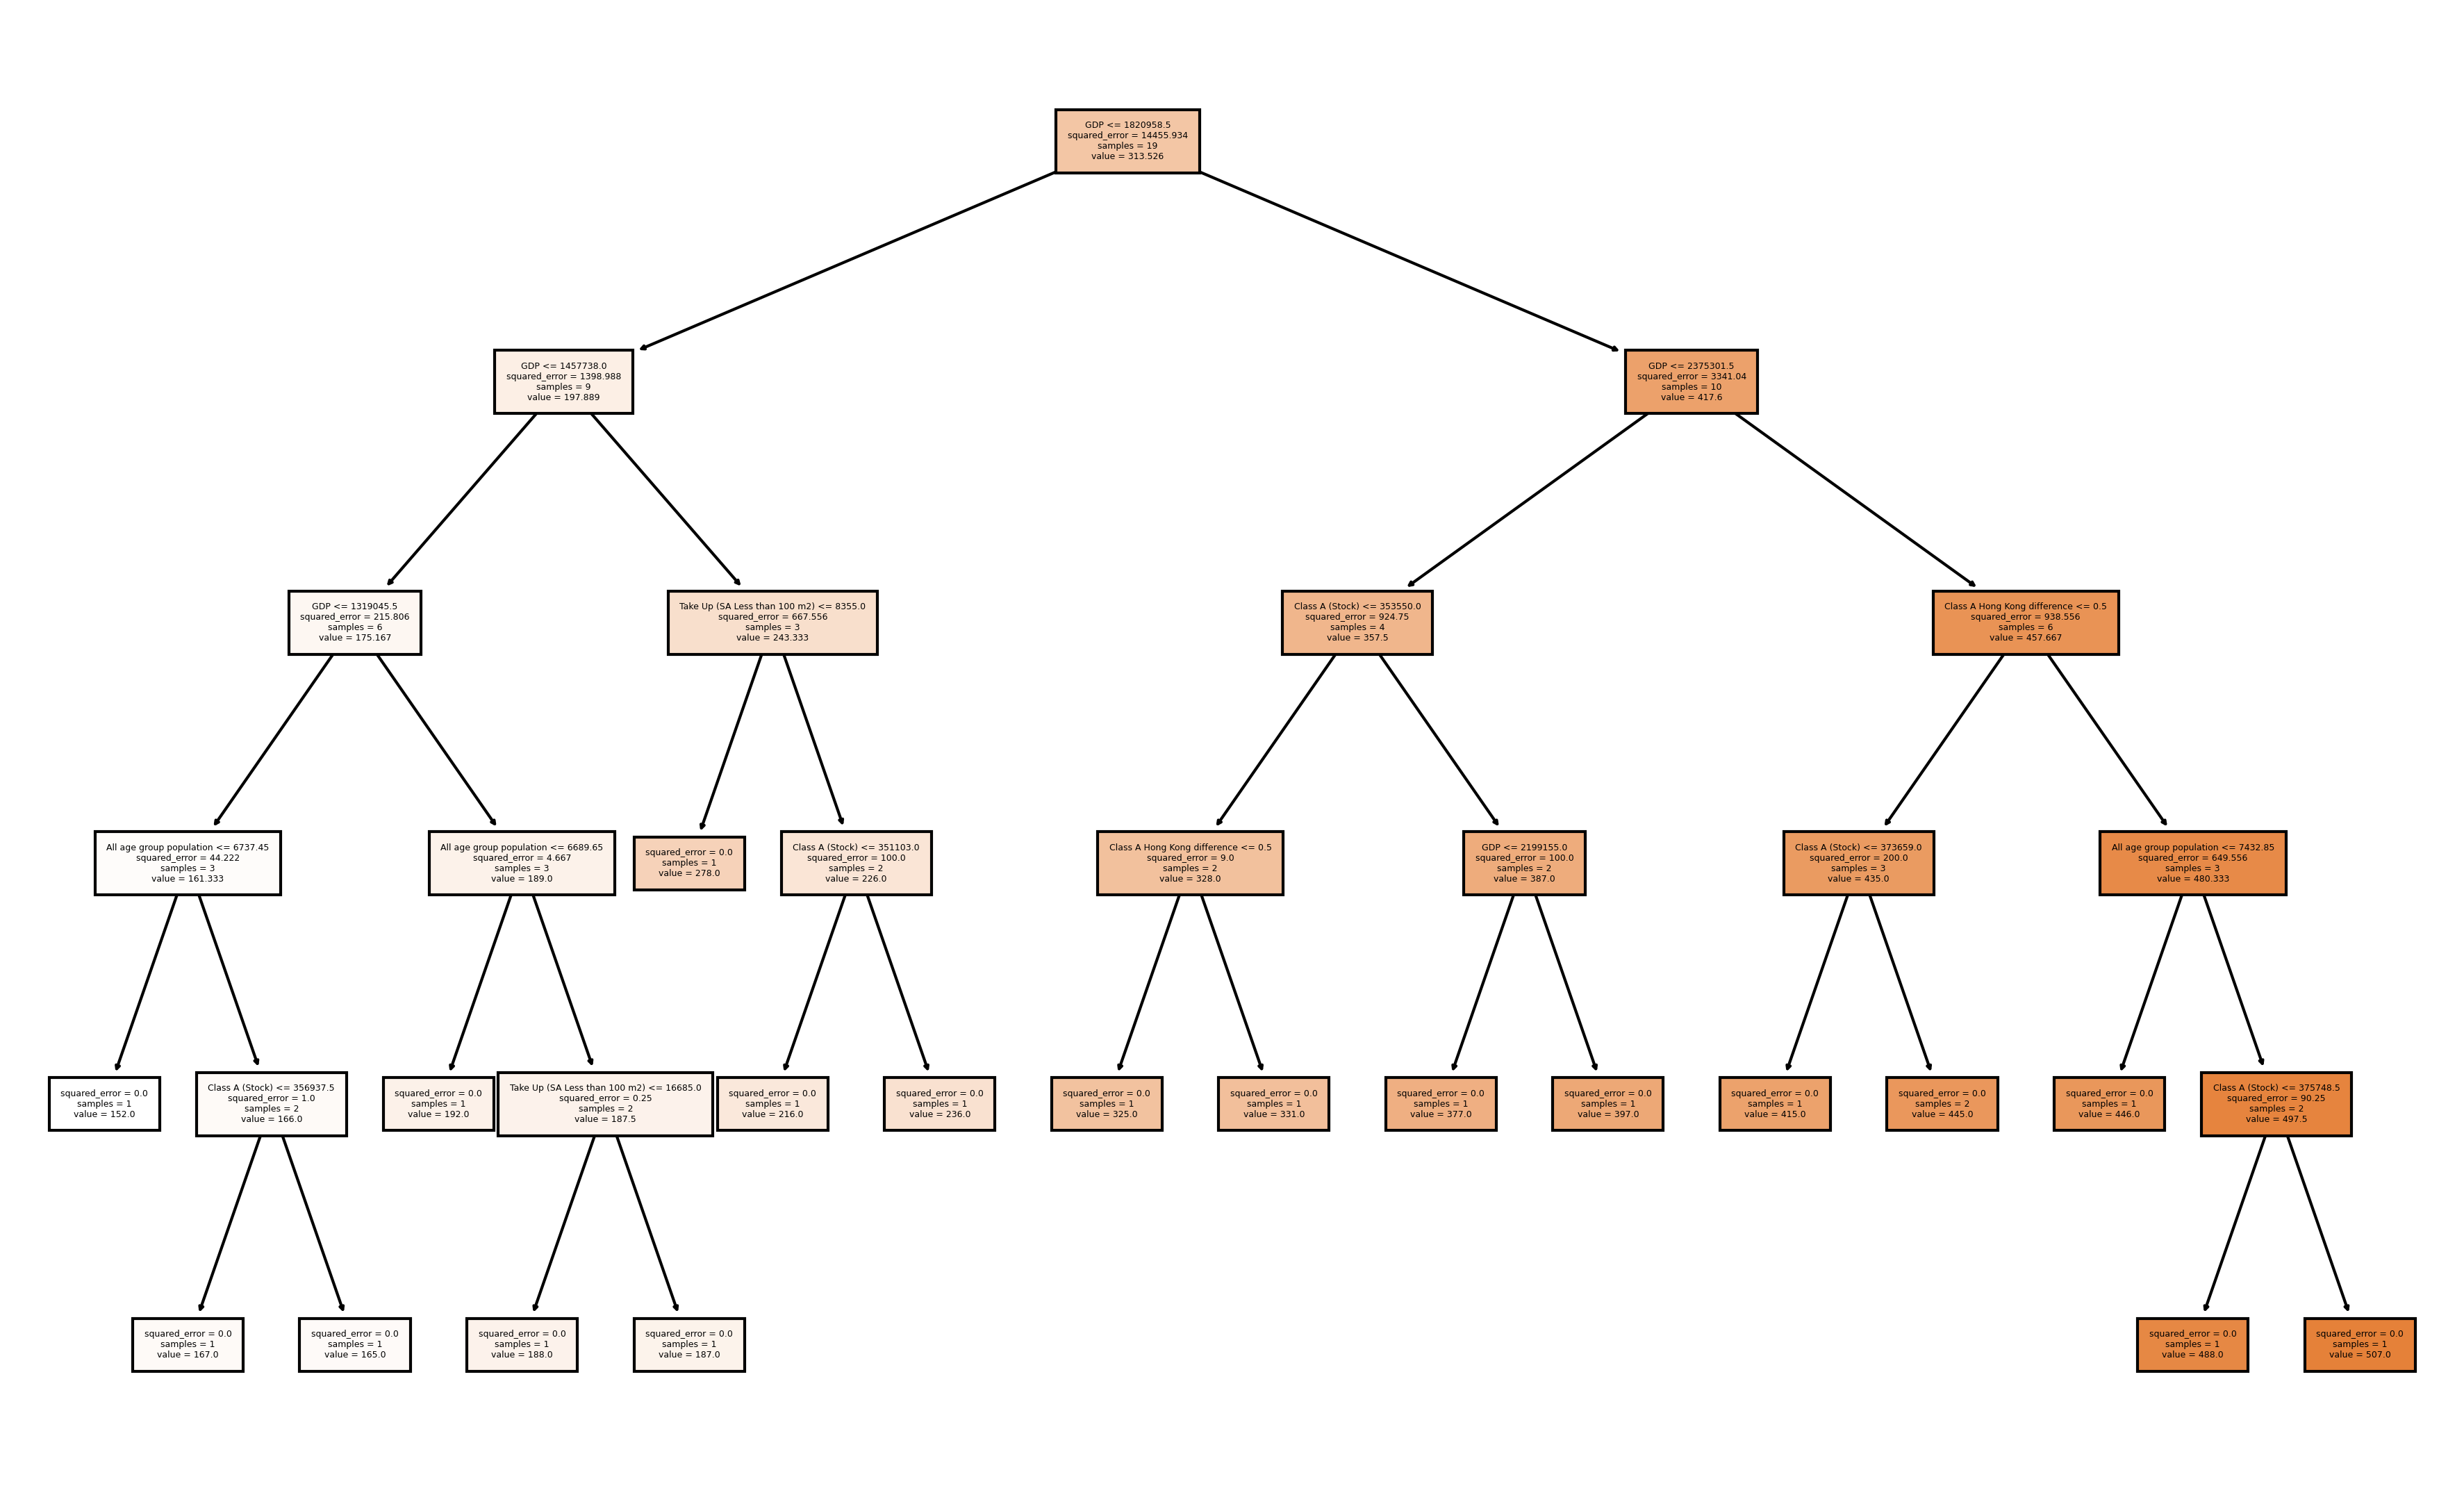 GDP <= 1820958.5
squared_error = 14455.934
samples = 19
value = 313.526
GDP <= 1457738.0
squared_error = 1398.988
samples = 9
value = 197.889
GDP <= 2375301.5
squared_error = 3341.04
samples = 10
value = 417.6
GDP <= 1319045.5
squared_error = 215.806
samples = 6
value = 175.167
Take Up (SA Less than 100 m2) <= 8355.0
squared_error = 667.556
samples = 3
value = 243.333
Class A (Stock) <= 353550.0
squared_error = 924.75
samples = 4
value = 357.5
Class A Hong Kong difference <= 0.5
squared_error = 938.556
samples = 6
value = 457.667
All age group population <= 6737.45
squared_error = 44.222
samples = 3
value = 161.333
All age group population <= 6689.65
squared_error = 4.667
samples = 3
value = 189.0
squared_error = 0.0
samples = 1
value = 278.0
Class A (Stock) <= 351103.0
squared_error = 100.0
samples = 2
value = 226.0
Class A Hong Kong difference <= 0.5
squared_error = 9.0
samples = 2
value = 328.0
GDP <= 2199155.0
squared_error = 100.0
samples = 2
value = 387.0
Class A (Stock) <= 373659.0
squared_error = 200.0
samples = 3
value = 435.0
All age group population <= 7432.85
squared_error = 649.556
samples = 3
value = 480.333
squared_error = 0.0
samples = 1
value = 152.0
Class A (Stock) <= 356937.5
squared_error = 1.0
samples = 2
value = 166.0
squared_error = 0.0
samples = 1
value = 192.0
Take Up (SA Less than 100 m2) <= 16685.0
squared_error = 0.25
samples = 2
value = 187.5
squared_error = 0.0
samples = 1
value = 216.0
squared_error = 0.0
samples = 1
value = 236.0
squared_error = 0.0
samples = 1
value = 325.0
squared_error = 0.0
samples = 1
value = 331.0
squared_error = 0.0
samples = 1
value = 377.0
squared_error = 0.0
samples = 1
value = 397.0
squared_error = 0.0
samples = 1
value = 415.0
squared_error = 0.0
samples = 2
value = 445.0
squared_error = 0.0
samples = 1
value = 446.0
Class A (Stock) <= 375748.5
squared_error = 90.25
samples = 2
value = 497.5
squared_error = 0.0
samples = 1
value = 167.0
squared_error = 0.0
samples = 1
value = 165.0
squared_error = 0.0
samples = 1
value = 188.0
squared_error = 0.0
samples = 1
value = 187.0
squared_error = 0.0
samples = 1
value = 488.0
squared_error = 0.0
samples = 1
value = 507.0